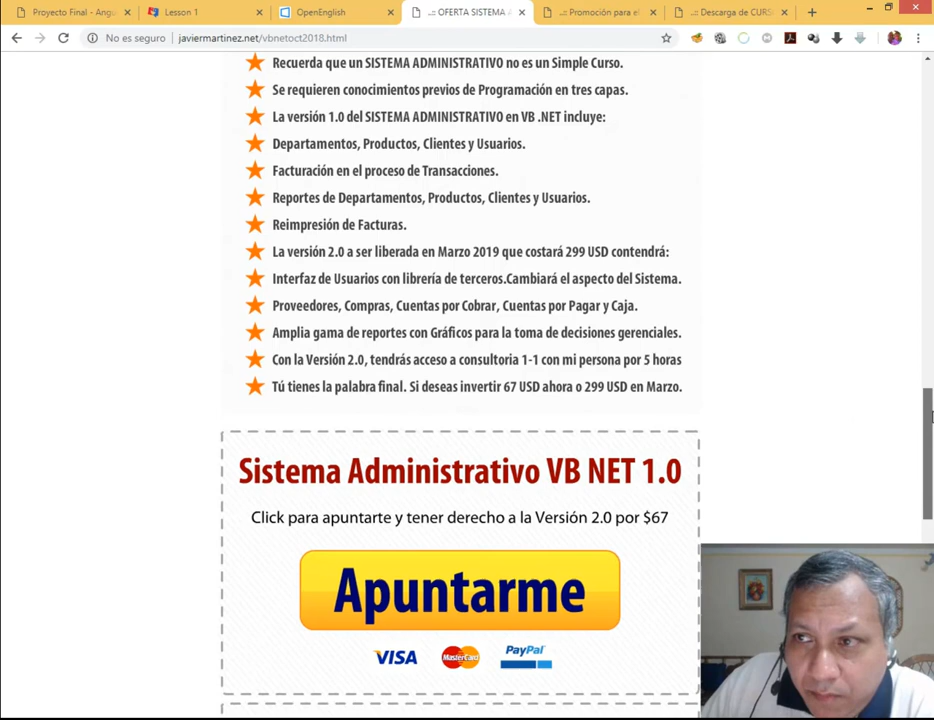 Proyecto Final - Angu
Lesson 1
OpenEnglish
..:: OFERTA SISTEMA A
..:: Promoción para el
..:: Descarga de CURS
No es seguro
javiermartinez.net/vbnetoct2018.html
Recuerda que un SISTEMA ADMINISTRATIVO no es un Simple Curso.
Se requieren conocimientos previos de Programación en tres capas.
La versión 1.0 del SISTEMA ADMINISTRATIVO en VB .NET incluye:
Departamentos, Productos, Clientes y Usuarios.
Facturación en el proceso de Transacciones.
Reportes de Departamentos, Productos, Clientes y Usuarios.
Reimpresión de Facturas.
La versión 2.0 a ser liberada en Marzo 2019 que costará 299 USD contendrá:
Interfaz de Usuarios con librería de terceros.Cambiará el aspecto del Sistema.
Proveedores, Compras, Cuentas por Cobrar, Cuentas por Pagar y Caja.
Amplia gama de reportes con Gráficos para la toma de decisiones gerenciales.
Con la Versión 2.0, tendrás acceso a consultoria 1-1 con mi persona por 5 horas
Tú tienes la palabra final. Si deseas invertir 67 USD ahora o 299 USD en Marzo.
Sistema Administrativo VB NET 1.0
Click para apuntarte y tener derecho a la Versión 2.0 por $67
Apuntarme
VISA
MasterCard
PayPal